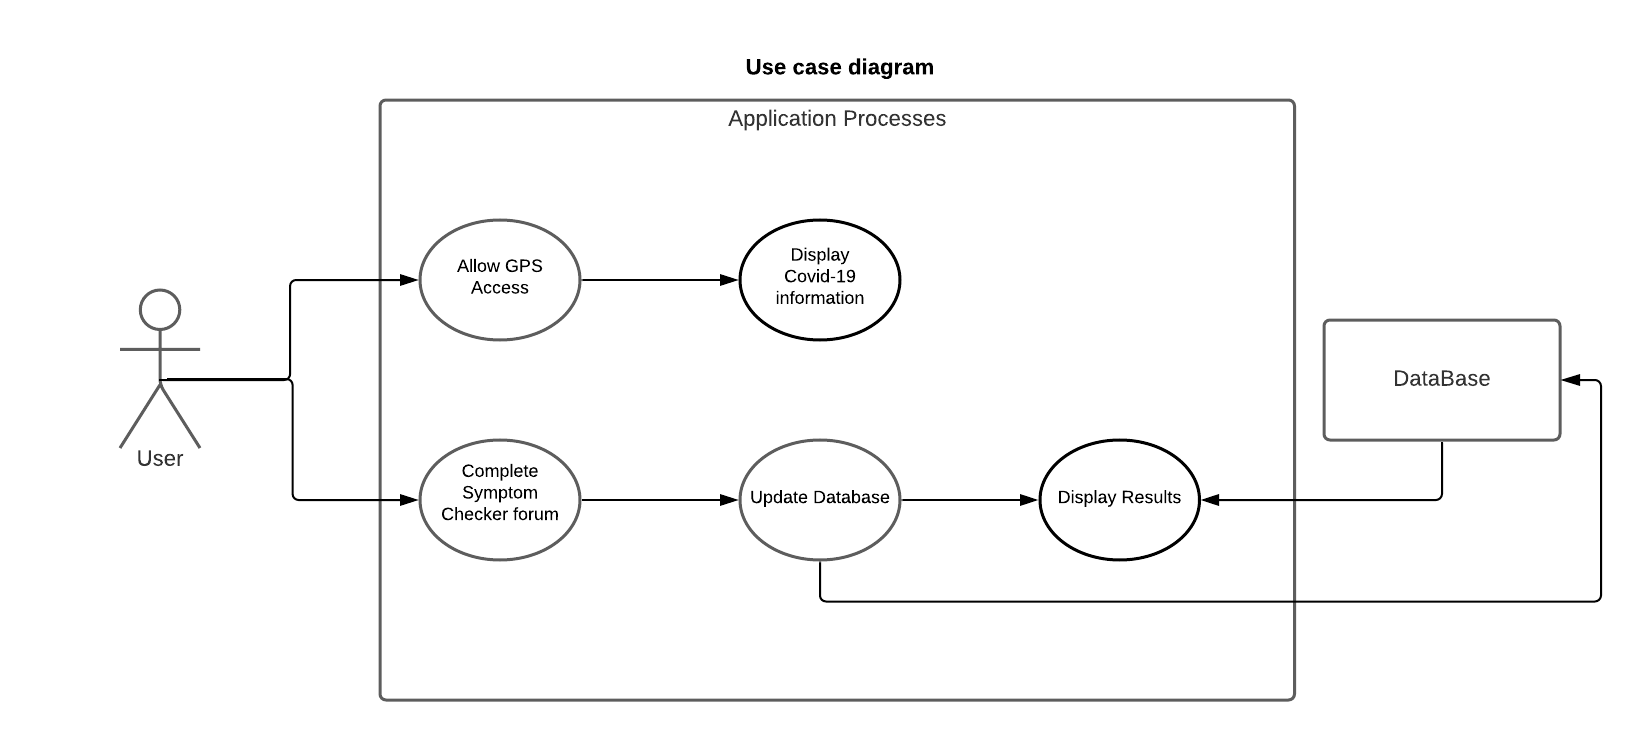 Use case diagram
Application Processes
Allow GPS
Access
Display
Covid-19
information
User
Complete
Symptom
Checker forum
Update Database
Display Results
DataBase